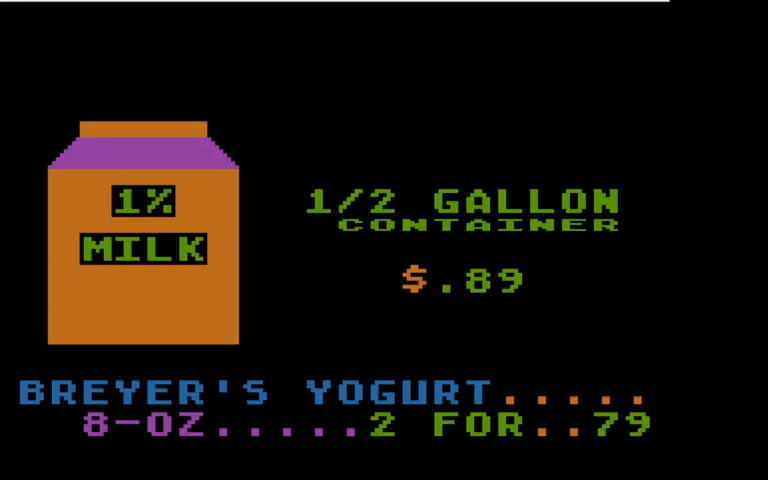 1%
MILK
1/2 GALLON
CONTAINER
$.89
BREYER'S YOGURT.....
8-OZ.....2 FOR..79